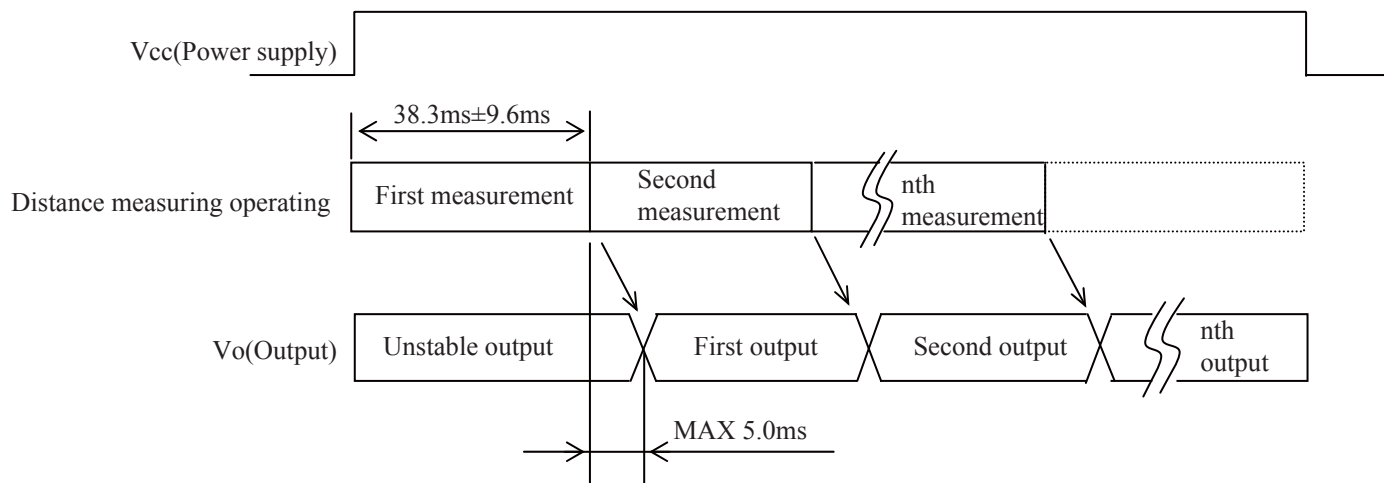 Vcc(Power supply)
38.3ms±9.6ms
Distance measuring operating
First measurement
Second
measurement
nth
measurement
Vo(Output)
Unstable output
First output
Second output
nth
output
MAX 5.0ms